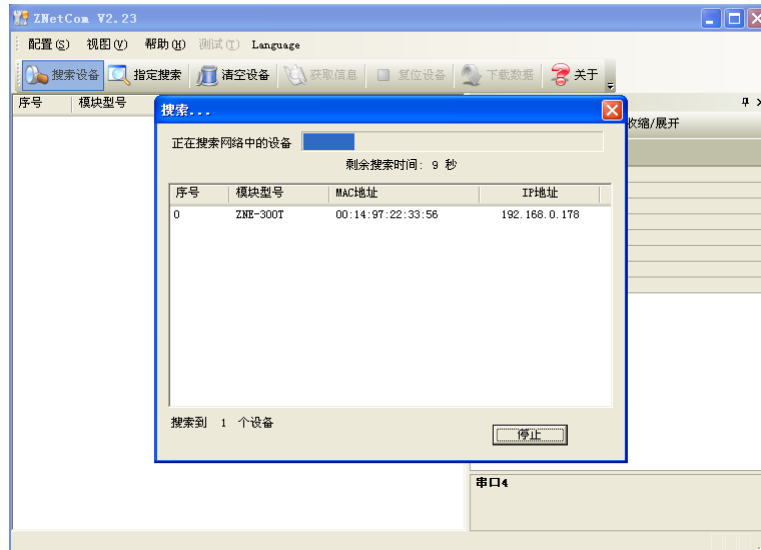 ZNetCom V2.23
配置(S) 视图(V) 帮助(H) 测试(T) Language
搜索设备 指定搜索 清空设备 获取信息 复位设备 下载数据 关于
序号 模块型号
搜索...
收缩/展开
正在搜索网络中的设备
剩余搜索时间: 9 秒
序号 模块型号 MAC地址 IP地址
0 ZNE-300T 00:14:97:22:33:56 192.168.0.178
搜索到 1 个设备
停止
串口4